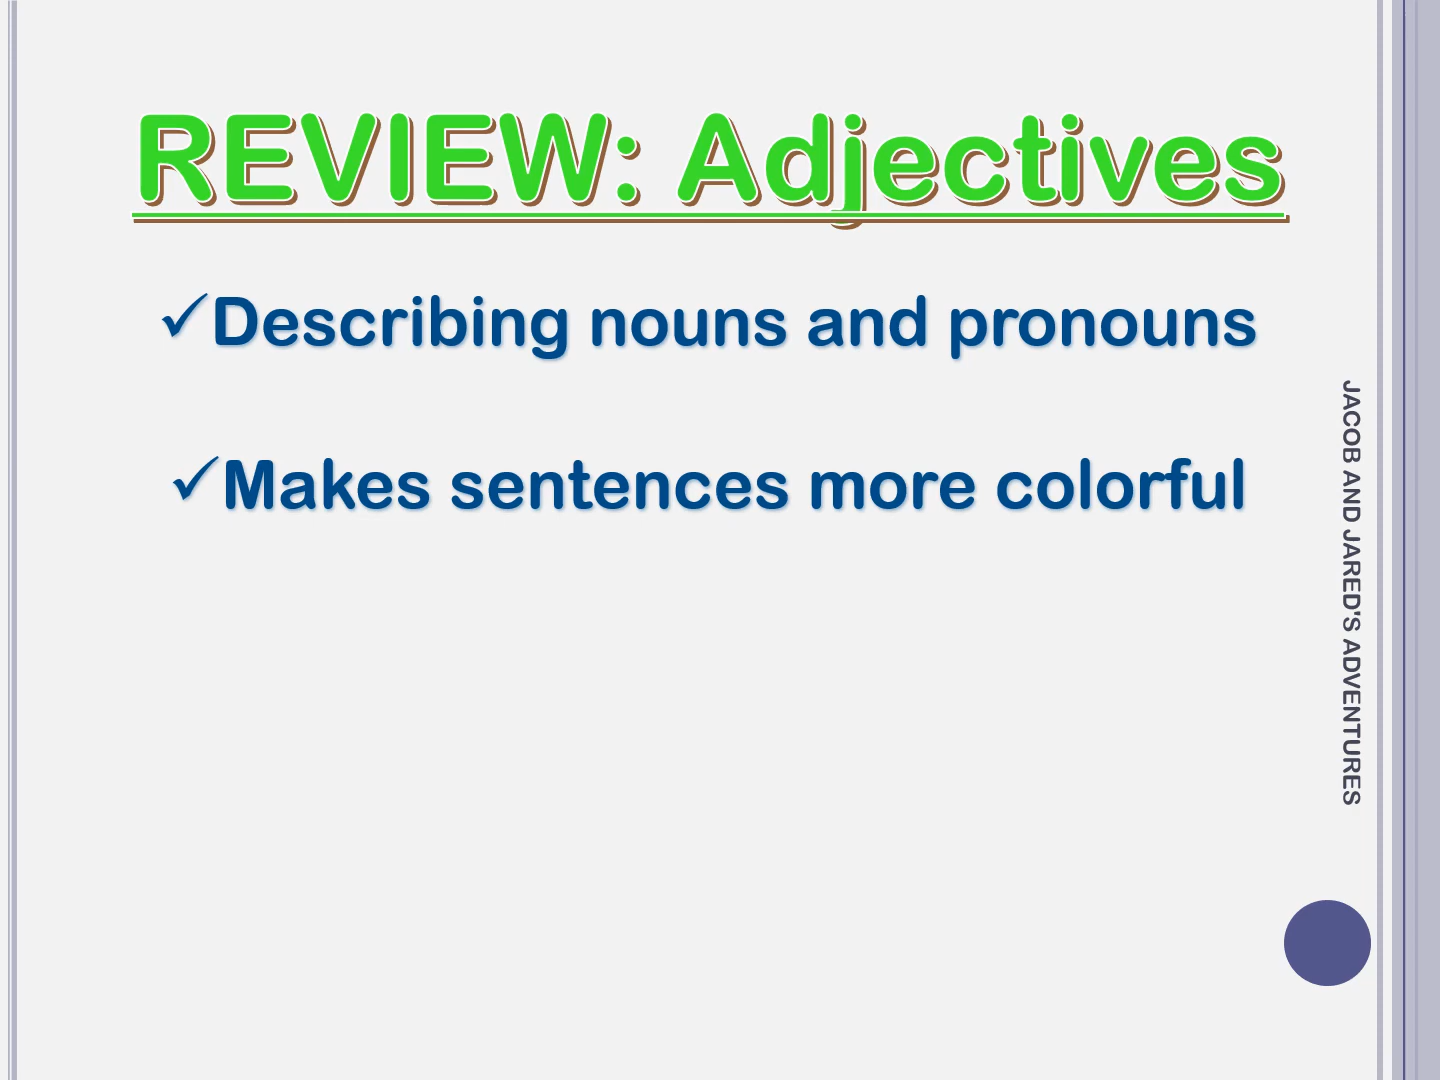 REVIEW: Adjectives
✓Describing nouns and pronouns
✓Makes sentences more colorful
JACOB AND JARED'S ADVENTURES